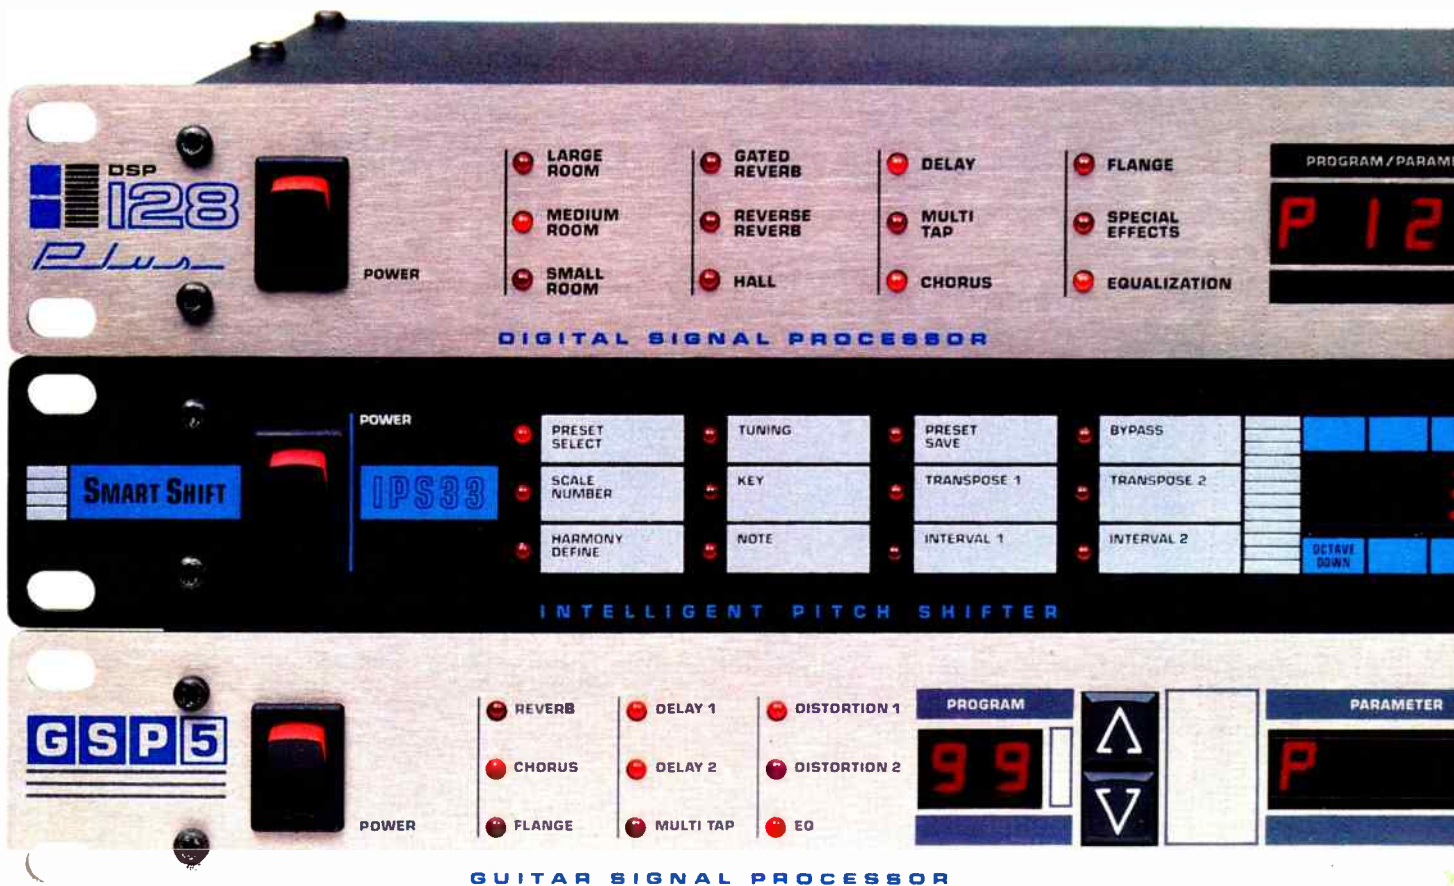 DSP
128
Plus
POWER
LARGE
ROOM
MEDIUM
ROOM
SMALL
ROOM
GATED
REVERB
REVERSE
REVERB
HALL
DELAY
MULTI
TAP
CHORUS
FLANGE
SPECIAL
EFFECTS
EQUALIZATION
PROGRAM/PARAM
P 12
DIGITAL SIGNAL PROCESSOR
SMART SHIFT
POWER
IPS33
PRESET
SELECT
SCALE
NUMBER
HARMONY
DEFINE
TUNING
KEY
NOTE
PRESET
SAVE
TRANSPOSE 1
INTERVAL 1
BYPASS
TRANSPOSE 2
INTERVAL 2
OCTAVE
DOWN
INTELLIGENT PITCH SHIFTER
GSP5
POWER
REVERB
CHORUS
FLANGE
DELAY 1
DELAY 2
MULTI TAP
DISTORTION 1
DISTORTION 2
EQ
PROGRAM
99
PARAMETER
P
GUITAR SIGNAL PROCESSOR